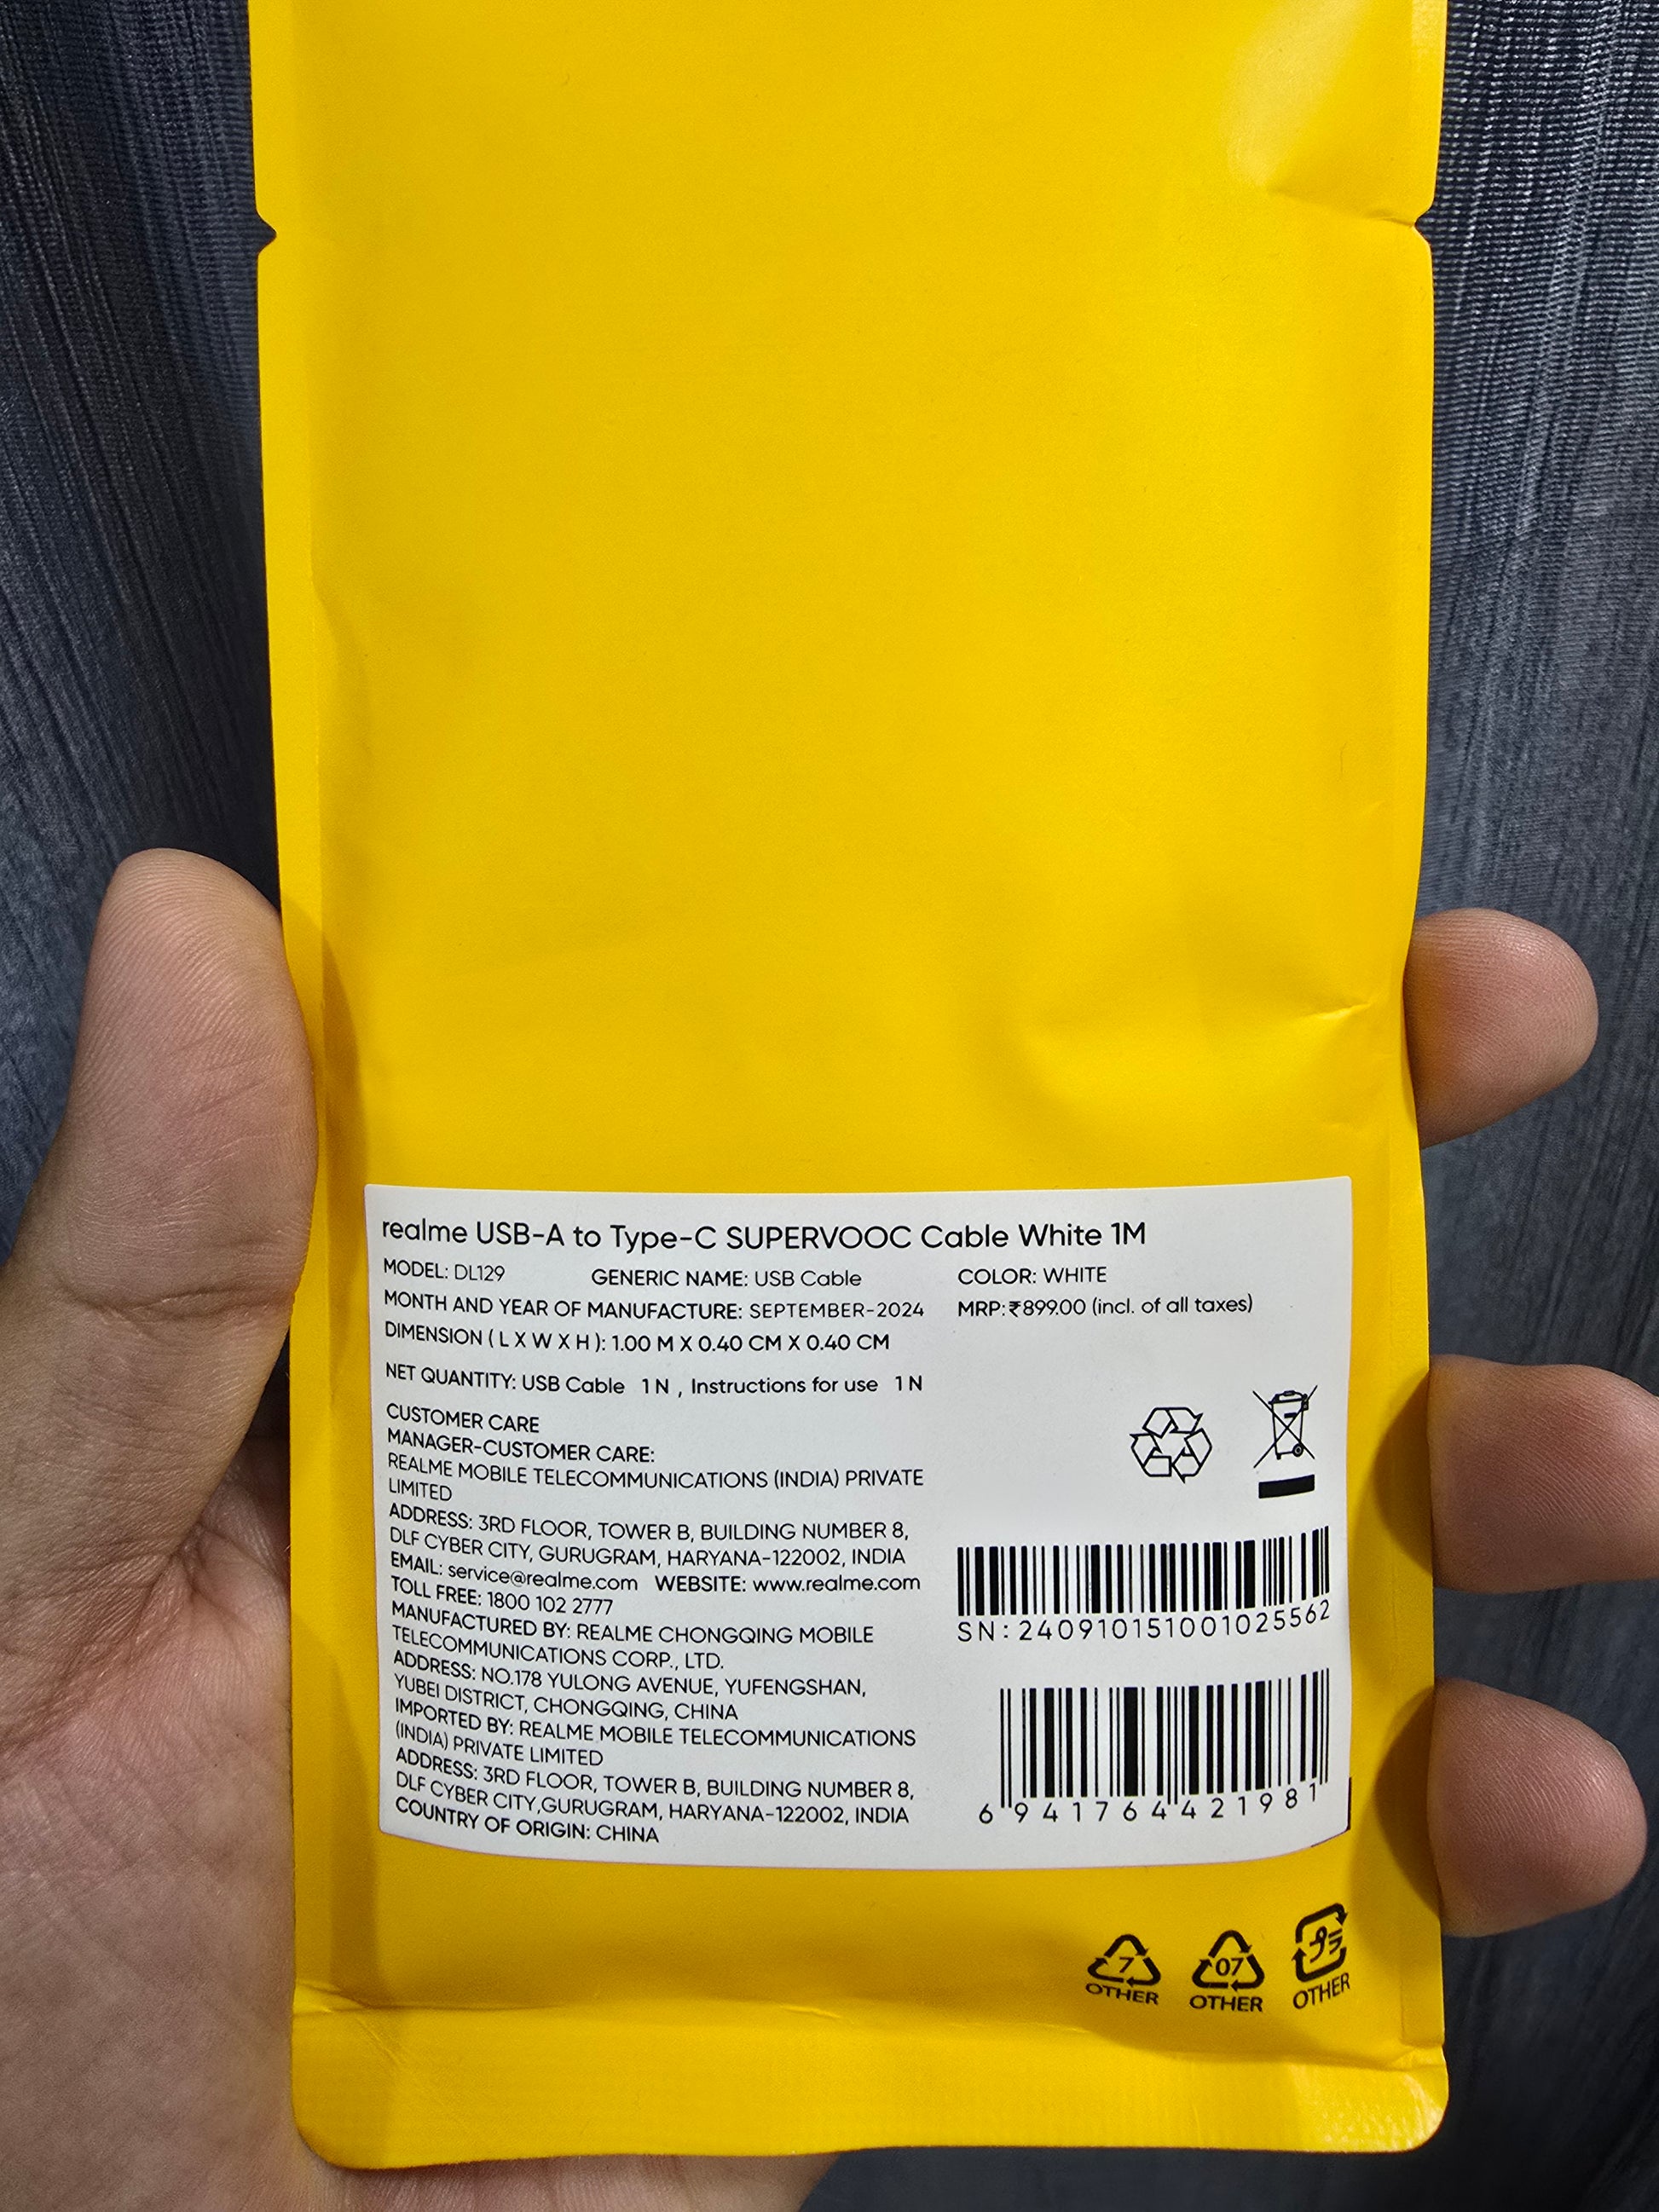 realme USB-A to Type-C SUPERVOOC Cable White 1M
MODEL: DL129 GENERIC NAME: USB Cable COLOR: WHITE
MONTH AND YEAR OF MANUFACTURE: SEPTEMBER-2024 MRP:₹899.00 (incl. of all taxes)
DIMENSION ( L X W X H ): 1.00 M X 0.40 CM X 0.40 CM
NET QUANTITY: USB Cable 1 N , Instructions for use 1 N
CUSTOMER CARE
MANAGER-CUSTOMER CARE:
REALME MOBILE TELECOMMUNICATIONS (INDIA) PRIVATE
LIMITED
ADDRESS: 3RD FLOOR, TOWER B, BUILDING NUMBER 8,
DLF CYBER CITY, GURUGRAM, HARYANA-122002, INDIA
EMAIL: service@realme.com WEBSITE: www.realme.com
TOLL FREE: 1800 102 2777
MANUFACTURED BY: REALME CHONGQING MOBILE
TELECOMMUNICATIONS CORP., LTD.
ADDRESS: NO.178 YULONG AVENUE, YUFENGSHAN,
YUBEI DISTRICT, CHONGQING, CHINA
IMPORTED BY: REALME MOBILE TELECOMMUNICATIONS
(INDIA) PRIVATE LIMITED
ADDRESS: 3RD FLOOR, TOWER B, BUILDING NUMBER 8,
DLF CYBER CITY,GURUGRAM, HARYANA-122002, INDIA
COUNTRY OF ORIGIN: CHINA
SN:240910151001025562
6 941764 421981
7 07 プラ
OTHER OTHER OTHER